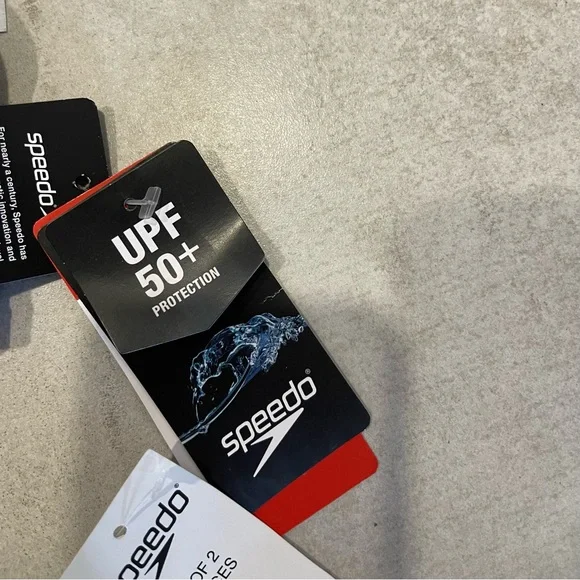 speedo
For nearly a century, Speedo has
innovation and
UPF
50+
PROTECTION
speedo
speedo
OF 2